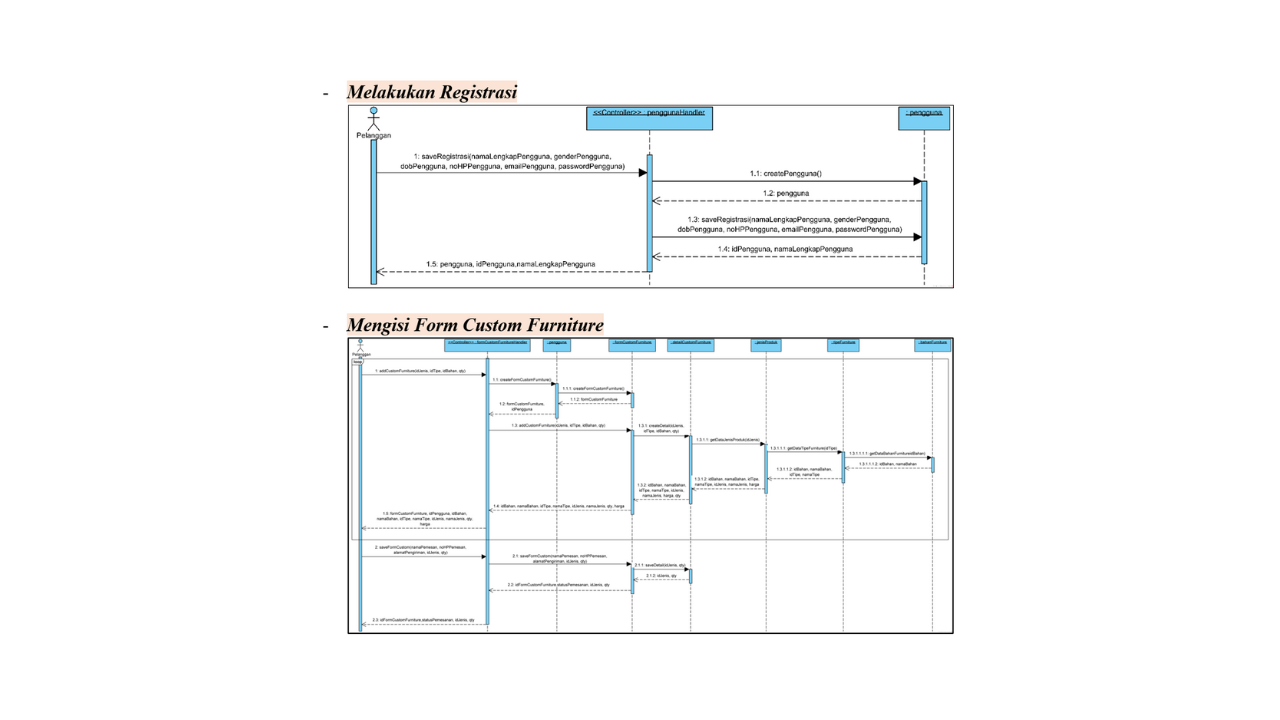 - Melakukan Registrasi
Pelanggan
<<Controller>> : penggunaHandler
: pengguna
1: saveRegistrasi(namaLengkapPengguna, genderPengguna,
dobPengguna, noHPPengguna, emailPengguna, passwordPengguna)
1.1: createPengguna()
1.2: pengguna
1.3: saveRegistrasi(namaLengkapPengguna, genderPengguna,
dobPengguna, noHPPengguna, emailPengguna, passwordPengguna)
1.4: idPengguna, namaLengkapPengguna
1.5: pengguna, idPengguna,namaLengkapPengguna
- Mengisi Form Custom Furniture
Pelanggan
<<Controller>> : formCustomFurnitureHandler
: pengguna
: formCustomFurniture
: detailCustomFurniture
: jenisProduk
: tipeFurniture
: bahanFurniture
loop
1: addCustomFurniture(idJenis, idTipe, idBahan, qty)
1.1: createFormCustomFurniture()
1.1.1: createFormCustomFurniture()
1.1.2: formCustomFurniture
1.2: formCustomFurniture,
idPengguna
1.3: addCustomFurniture(idJenis, idTipe, idBahan, qty)
1.3.1: createDetail(idJenis,
idTipe, idBahan, qty)
1.3.1.1: getDataJenisProduk(idJenis)
1.3.1.1.1: getDataTipeFurniture(idTipe)
1.3.1.1.1.1: getDataBahanFurniture(idBahan)
1.3.1.1.1.2: idBahan, namaBahan
1.3.1.1.2: idBahan, namaBahan,
idTipe, namaTipe
1.3.1.2: idBahan, namaBahan, idTipe,
namaTipe, idJenis, namaJenis, harga
1.3.2: idBahan, namaBahan,
idTipe, namaTipe, idJenis,
namaJenis, harga, qty
1.4: idBahan, namaBahan, idTipe, namaTipe, idJenis, namaJenis, qty, harga
1.5: formCustomFurniture, idPengguna, idBahan,
namaBahan, idTipe, namaTipe, idJenis, namaJenis, qty,
harga
2: saveFormCustom(namaPemesan, noHPPemesan,
alamatPengiriman, idJenis, qty)
2.1: saveFormCustom(namaPemesan, noHPPemesan,
alamatPengiriman, idJenis, qty)
2.1.1: saveDetail(idJenis, qty)
2.1.2: idJenis, qty
2.2: idFormCustomFurniture,statusPemesanan, idJenis, qty
2.3: idFormCustomFurniture,statusPemesanan, idJenis, qty